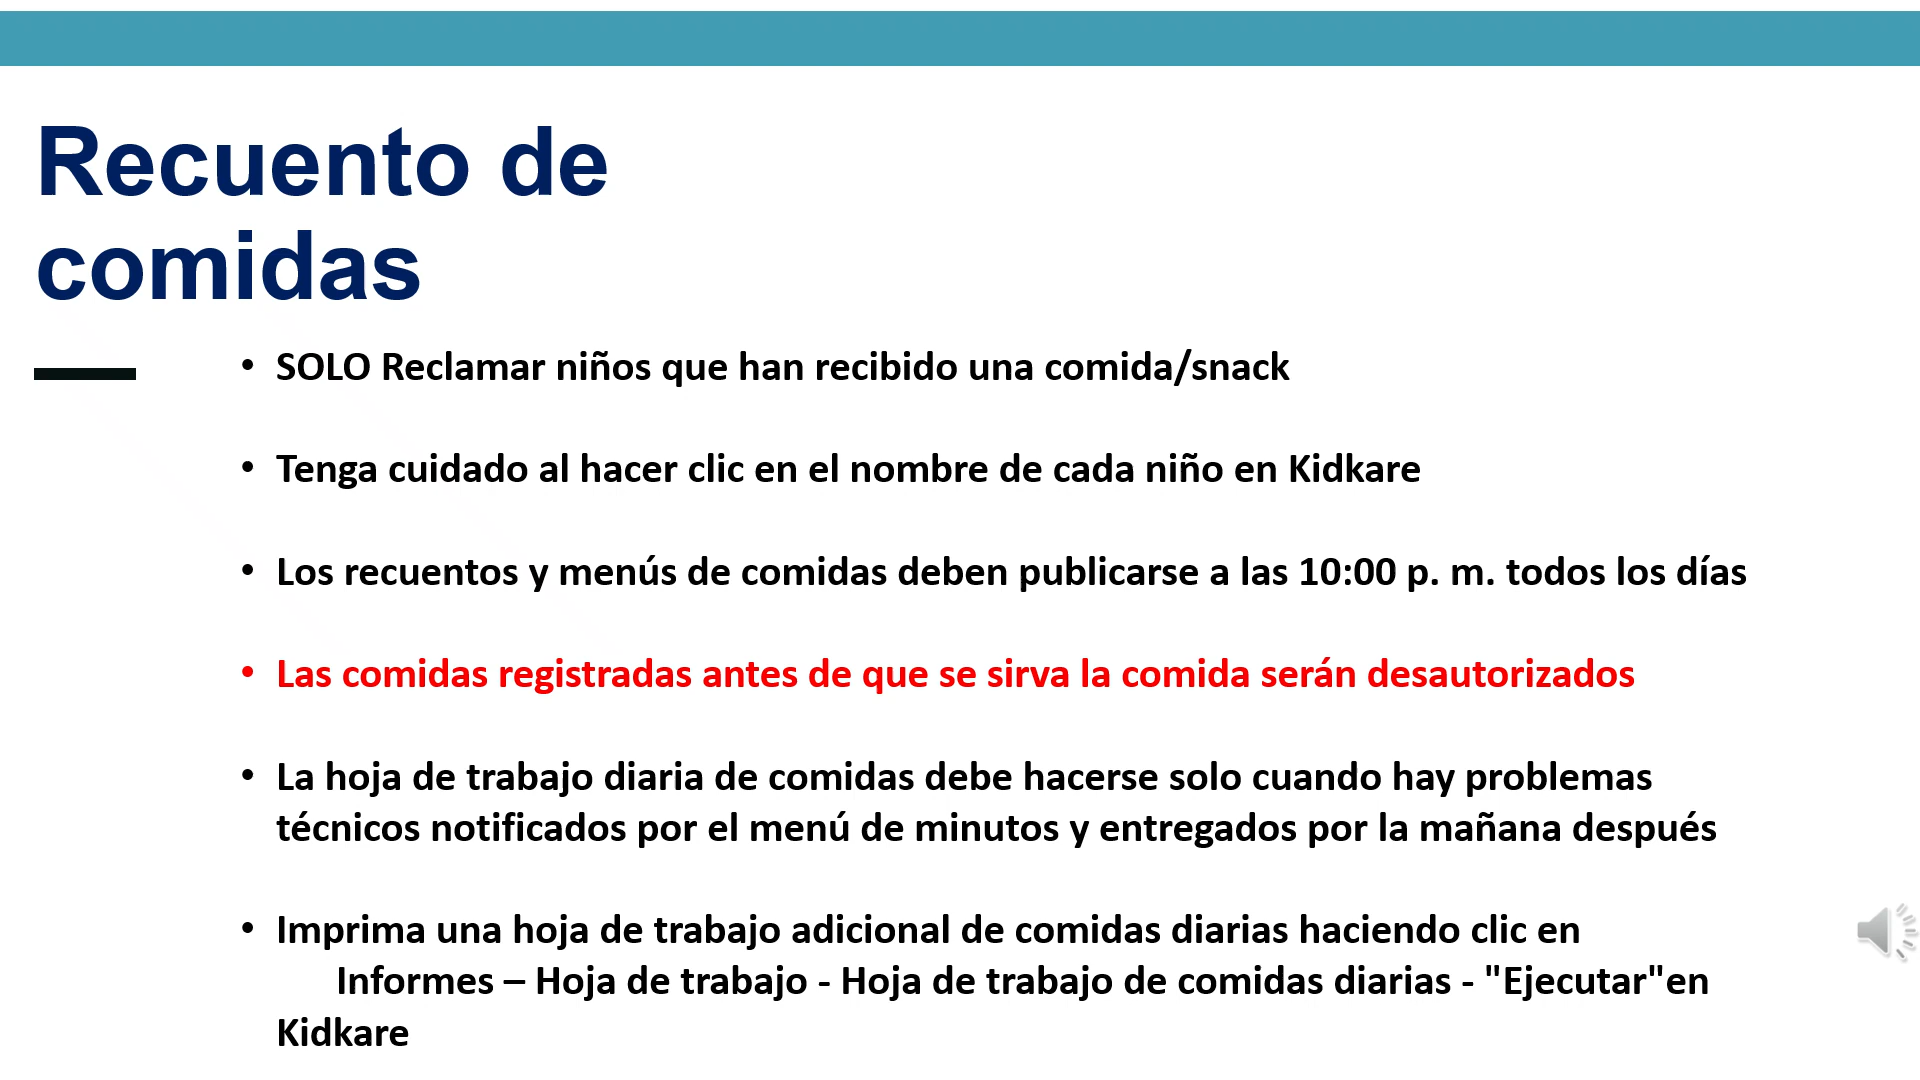 Recuento de
comidas
• SOLO Reclamar niños que han recibido una comida/snack
• Tenga cuidado al hacer clic en el nombre de cada niño en Kidkare
• Los recuentos y menús de comidas deben publicarse a las 10:00 p. m. todos los días
• Las comidas registradas antes de que se sirva la comida serán desautorizados
• La hoja de trabajo diaria de comidas debe hacerse solo cuando hay problemas
técnicos notificados por el menú de minutos y entregados por la mañana después
• Imprima una hoja de trabajo adicional de comidas diarias haciendo clic en
Informes – Hoja de trabajo - Hoja de trabajo de comidas diarias - "Ejecutar"en
Kidkare